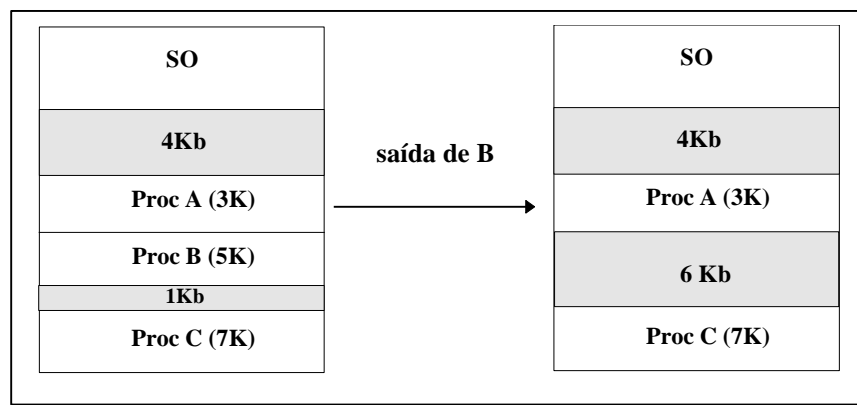 SO
4Kb
Proc A (3K)
Proc B (5K)
1Kb
Proc C (7K)
saída de B
SO
4Kb
Proc A (3K)
6 Kb
Proc C (7K)